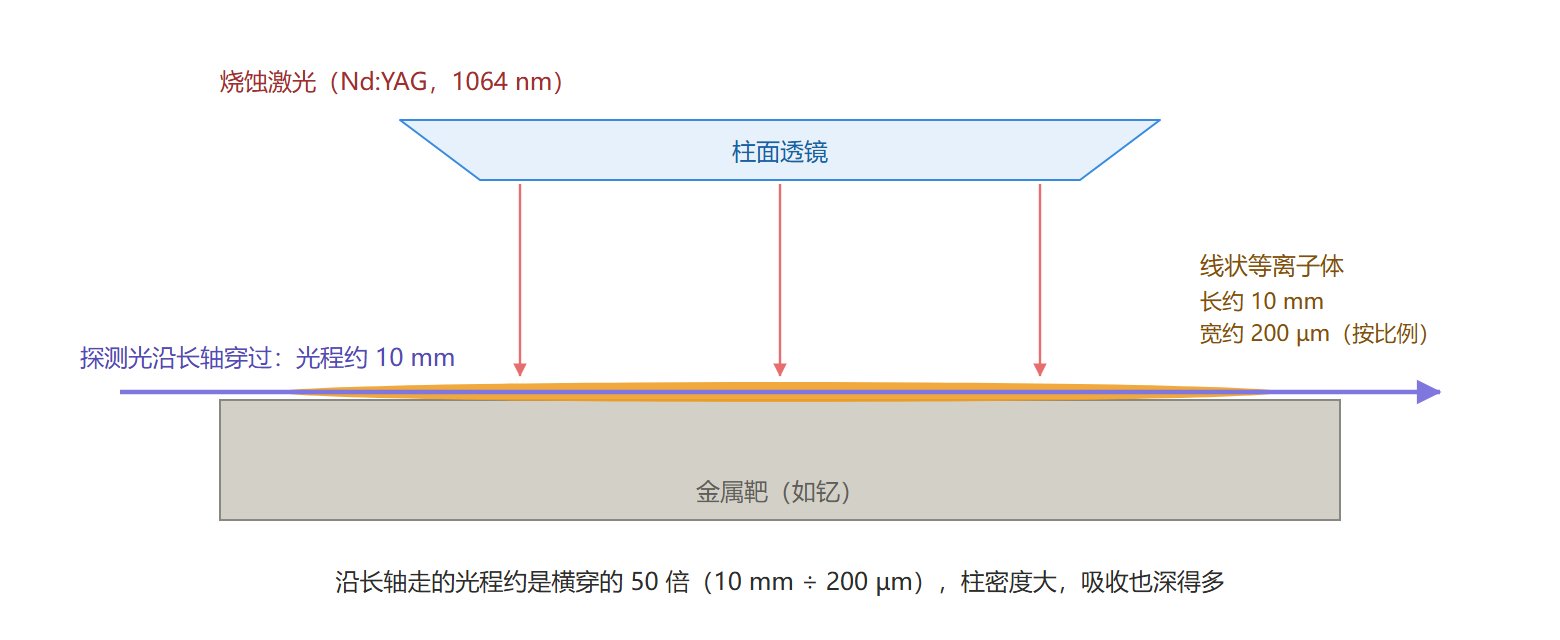 烧蚀激光（Nd:YAG，1064 nm）
柱面透镜
线状等离子体
长约 10 mm
宽约 200 μm（按比例）
探测光沿长轴穿过：光程约 10 mm
金属靶（如钇）
沿长轴走的光程约是横穿的 50 倍（10 mm ÷ 200 μm），柱密度大，吸收也深得多